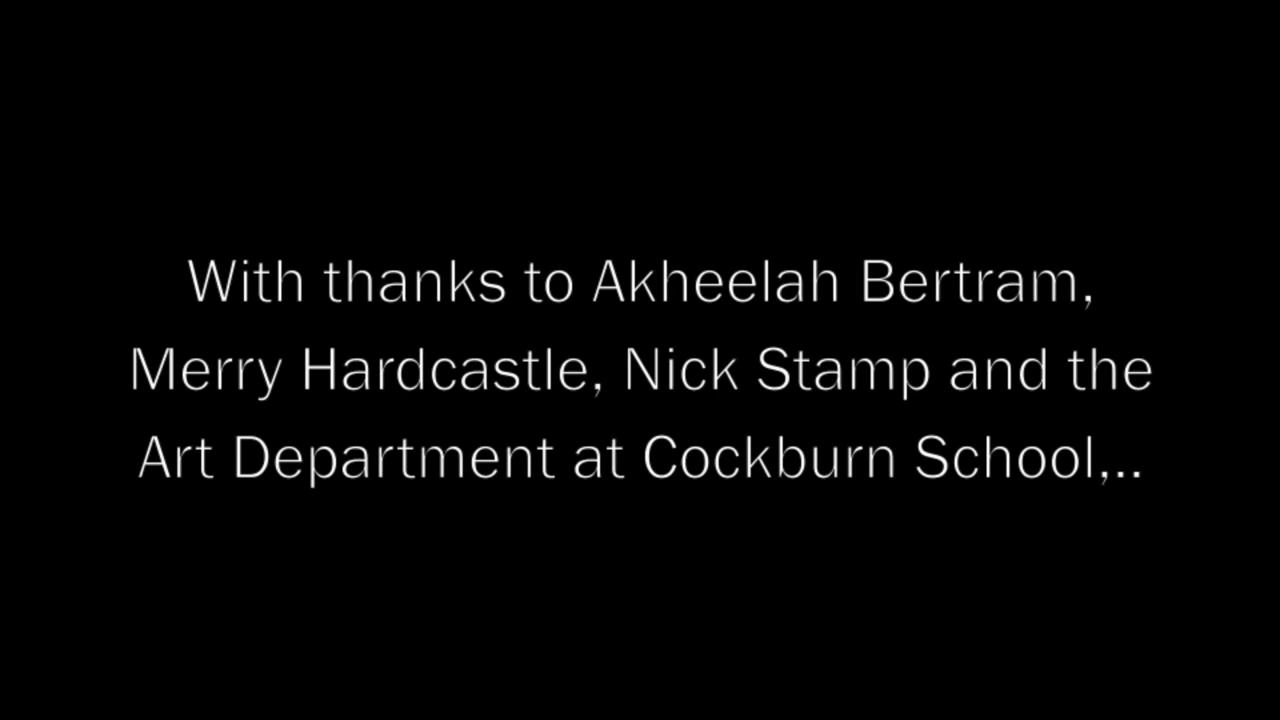 With thanks to Akheelah Bertram,
Merry Hardcastle, Nick Stamp and the
Art Department at Cockburn School,..